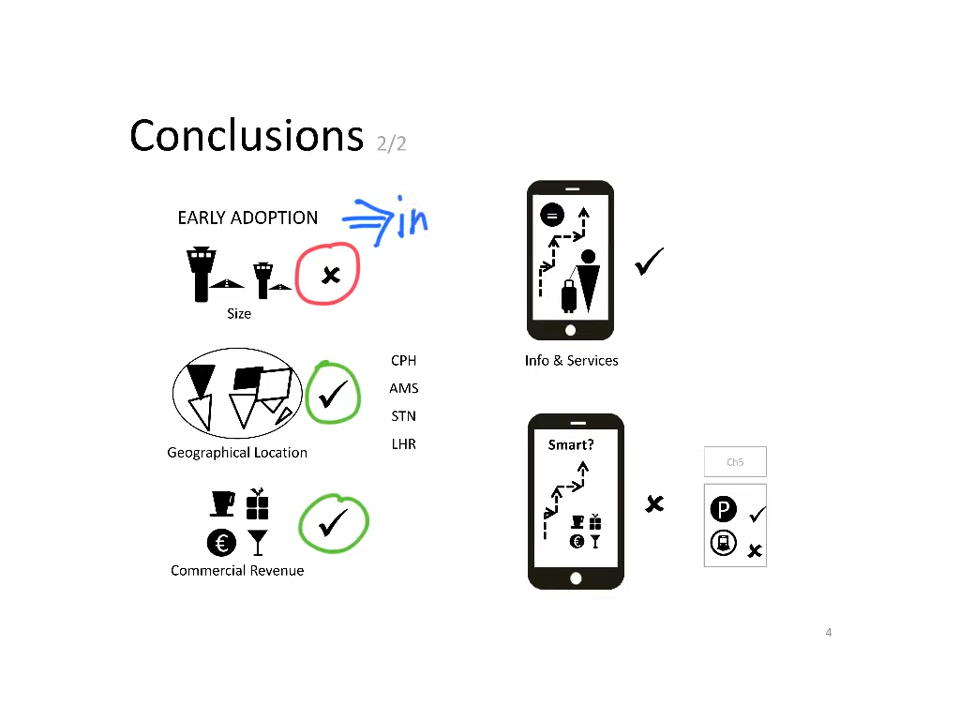 Conclusions 2/2
EARLY ADOPTION ⇒ in
Size
Geographical Location
CPH
AMS
STN
LHR
€
Commercial Revenue
=
Info & Services
Smart?
€
Ch5
P
4